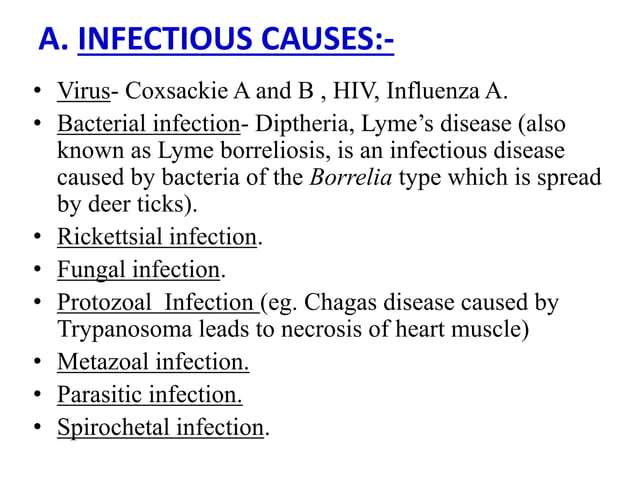 A. INFECTIOUS CAUSES:-
• Virus- Coxsackie A and B , HIV, Influenza A.
• Bacterial infection- Diptheria, Lyme’s disease (also
known as Lyme borreliosis, is an infectious disease
caused by bacteria of the Borrelia type which is spread
by deer ticks).
• Rickettsial infection.
• Fungal infection.
• Protozoal  Infection (eg. Chagas disease caused by
Trypanosoma leads to necrosis of heart muscle)
• Metazoal infection.
• Parasitic infection.
• Spirochetal infection.